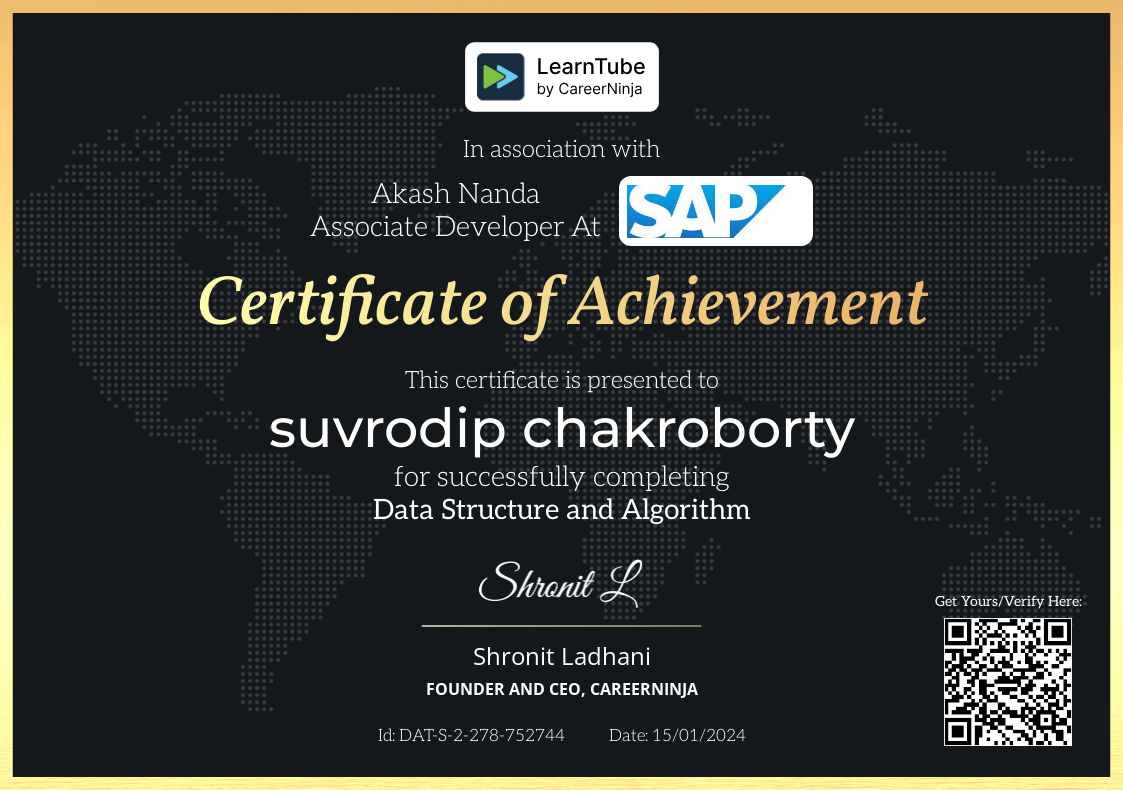 LearnTube
by CareerNinja
In association with
Akash Nanda
Associate Developer At
SAP
Certificate of Achievement
This certificate is presented to
suvrodip chakroborty
for successfully completing
Data Structure and Algorithm
Shronit L
Shronit Ladhani
FOUNDER AND CEO, CAREERNINJA
Id: DAT-S-2-278-752744
Date: 15/01/2024
Get Yours/Verify Here: